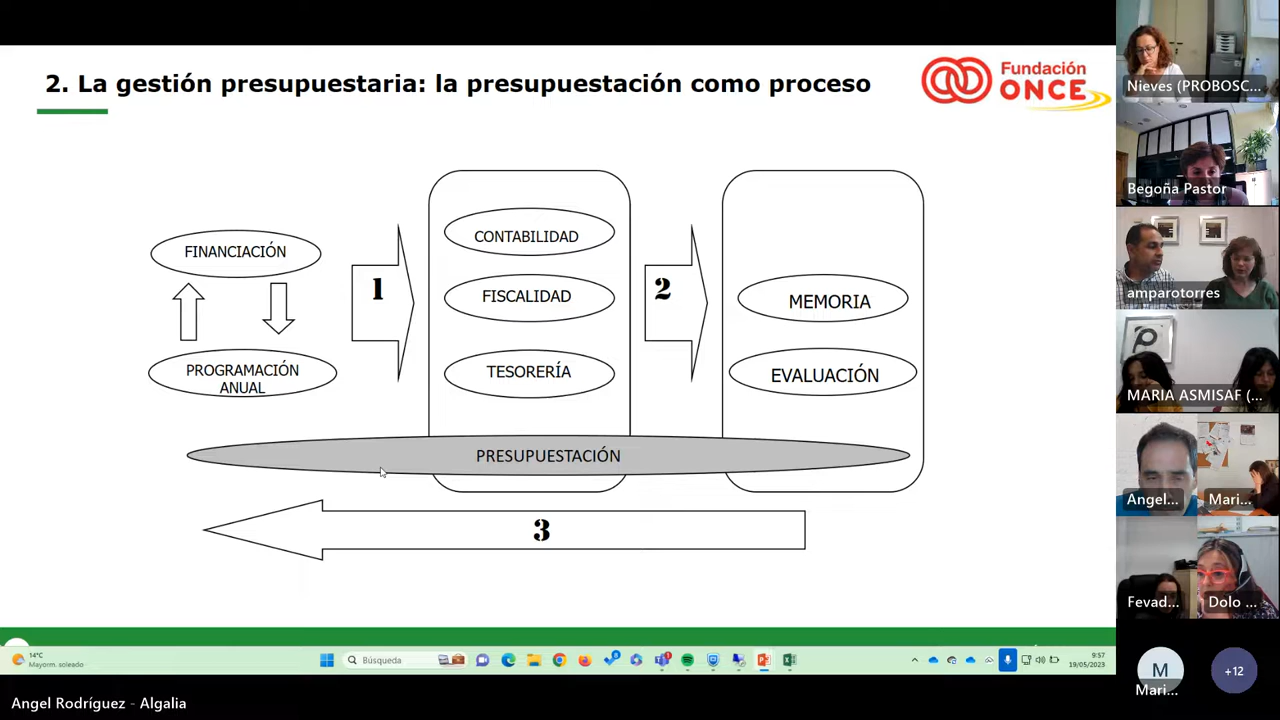 2. La gestión presupuestaria: la presupuestación como proceso
Fundación
ONCE
FINANCIACIÓN
PROGRAMACIÓN
ANUAL
1
CONTABILIDAD
FISCALIDAD
TESORERÍA
2
MEMORIA
EVALUACIÓN
PRESUPUESTACIÓN
3
14°C
Mayorm. soleado
Búsqueda
9:57
19/05/2023
Angel Rodríguez - Algalia
Nieves (PROBOSC...
Begoña Pastor
amparotorres
MARIA ASMISAF (...
Angel...
Mari...
Fevad...
Dolo ...
M
Mari...
+12